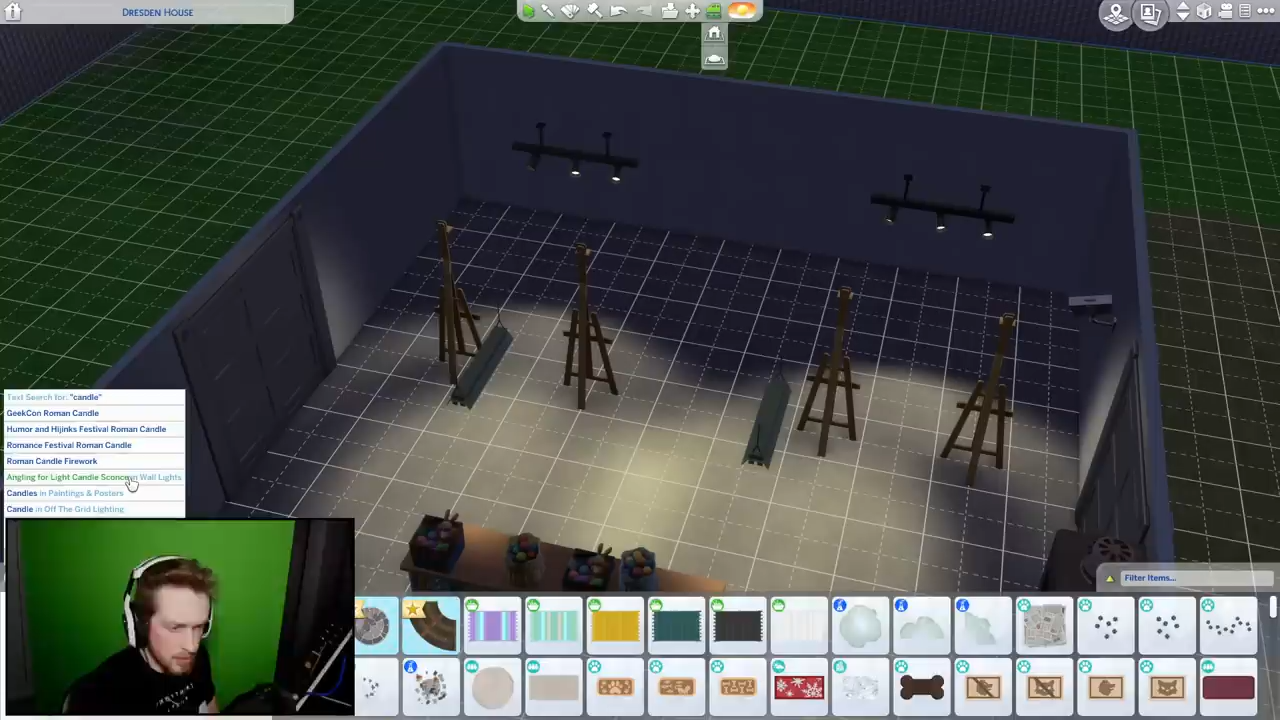 Dresden House
Text Search for: "candle"
GeekCon Roman Candle
Humor and Hijinks Festival Roman Candle
Romance Festival Roman Candle
Roman Candle Firework
Angling for Light Candle Sconce in Wall Lights
Candles in Paintings & Posters
Candle in Off The Grid Lighting
Filter Items...